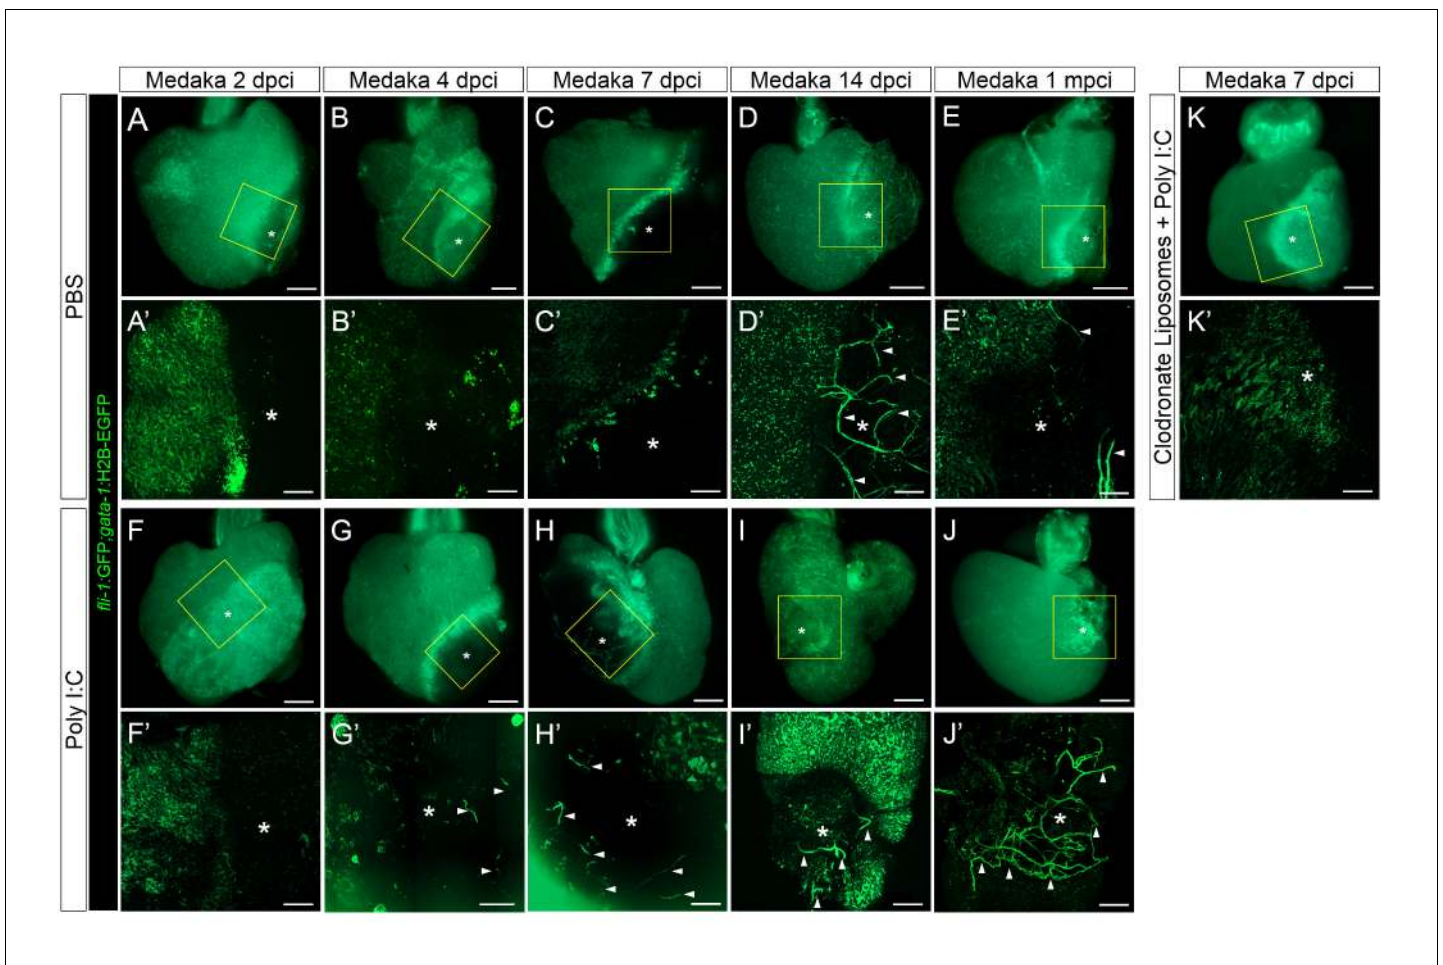 Medaka 2 dpci
Medaka 4 dpci
Medaka 7 dpci
Medaka 14 dpci
Medaka 1 mpci
Medaka 7 dpci
PBS
fli-1:GFP;gata-1:H2B-EGFP
A
B
C
D
E
Clodronate Liposomes + Poly I:C
K
A’
B’
C’
D’
E’
K’
Poly I:C
F
G
H
I
J
F’
G’
H’
I’
J’